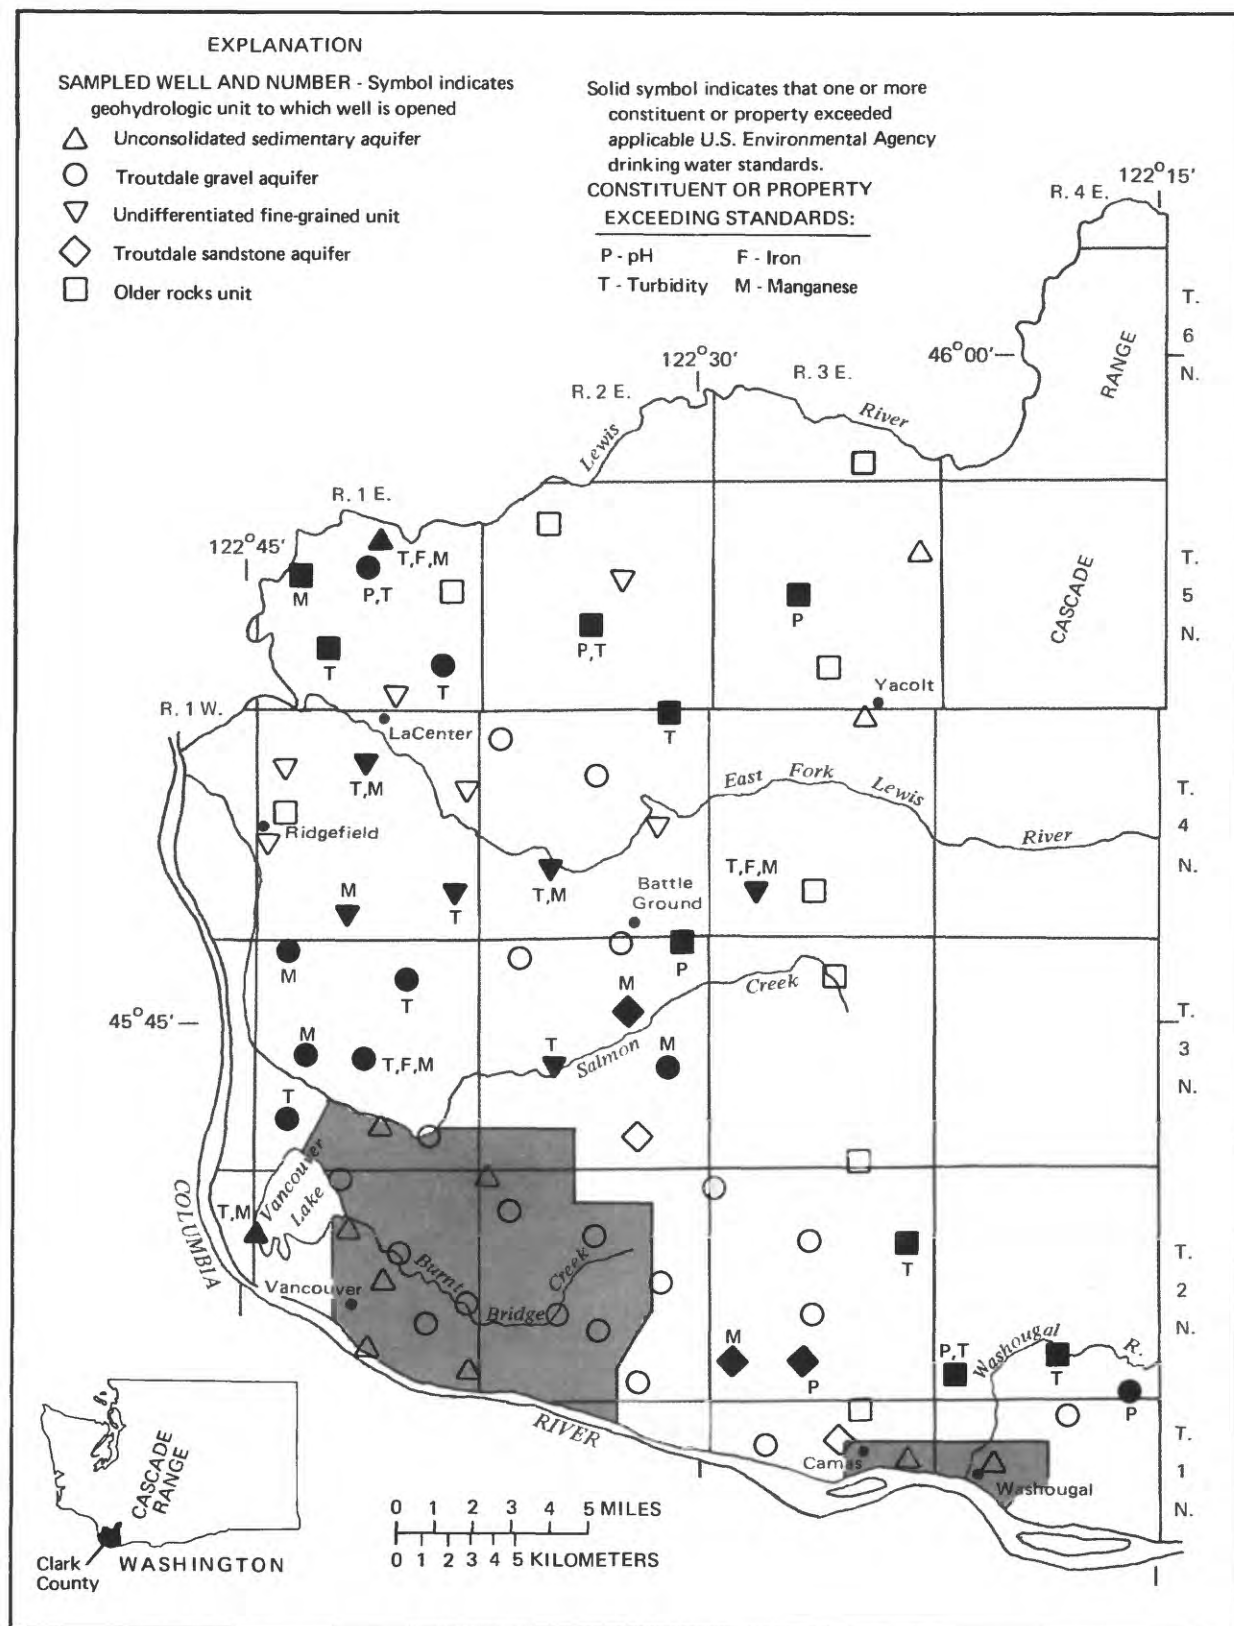 EXPLANATION
SAMPLED WELL AND NUMBER - Symbol indicates
geohydrologic unit to which well is opened
Unconsolidated sedimentary aquifer
Troutdale gravel aquifer
Undifferentiated fine-grained unit
Troutdale sandstone aquifer
Older rocks unit
Solid symbol indicates that one or more
constituent or property exceeded
applicable U.S. Environmental Agency
drinking water standards.
CONSTITUENT OR PROPERTY
EXCEEDING STANDARDS:
P - pH F - Iron
T - Turbidity M - Manganese
122°15'
R. 4 E.
T.
6
N.
46°00'
RANGE
122°30'
R. 3 E.
R. 2 E.
River
Lewis
R. 1 E.
122°45'
T,F,M
M
P,T
T
T
P,T
P
CASCADE
T.
5
N.
Yacolt
R. 1 W.
LaCenter
T
T,M
East Fork Lewis
River
T.
4
N.
Ridgefield
T,M
T,F,M
Battle
Ground
M
T
M
T
P
M
Creek
45°45'
T.
3
N.
M
T,F,M
T
Salmon
M
T
Vancouver
Lake
T,M
COLUMBIA
Burnt
Creek
Bridge
Vancouver
T
T.
2
N.
M
P
P,T
Washougal
R.
T
P
RIVER
Camas
Washougal
T.
1
N.
CASCADE
RANGE
Clark
County
WASHINGTON
0 1 2 3 4 5 MILES
0 1 2 3 4 5 KILOMETERS